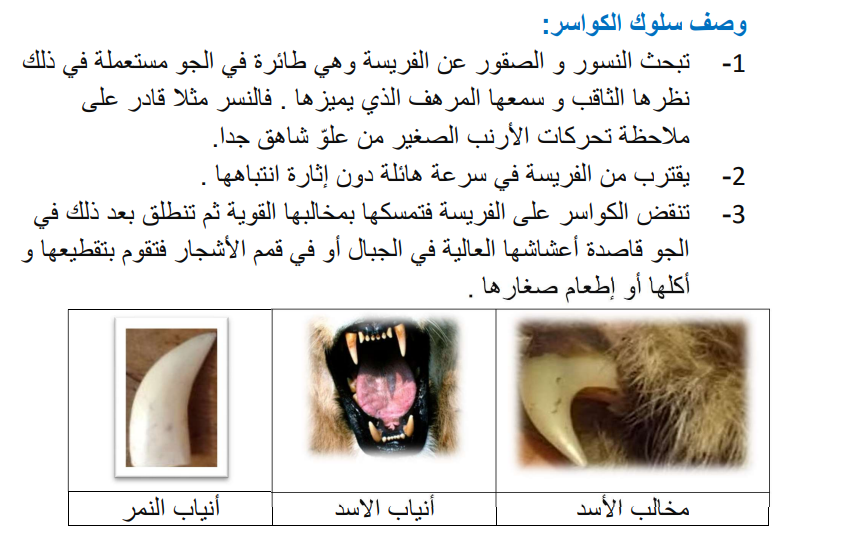 وصف سلوك الكواسر:
1- تبحث النسور و الصقور عن الفريسة وهي طائرة في الجو مستعملة في ذلك
نظرها الثاقب و سمعها المرهف الذي يميزها . فالنسر مثلا قادر على
ملاحظة تحركات الأرنب الصغير من علوّ شاهق جدا.
2- يقترب من الفريسة في سرعة هائلة دون إثارة انتباهها .
3- تنقض الكواسر على الفريسة فتمسكها بمخالبها القوية ثم تنطلق بعد ذلك في
الجو قاصدة أعشاشها العالية في الجبال أو في قمم الأشجار فتقوم بتقطيعها و
أكلها أو إطعام صغارها .
مخالب الأسد
أنياب الاسد
أنياب النمر